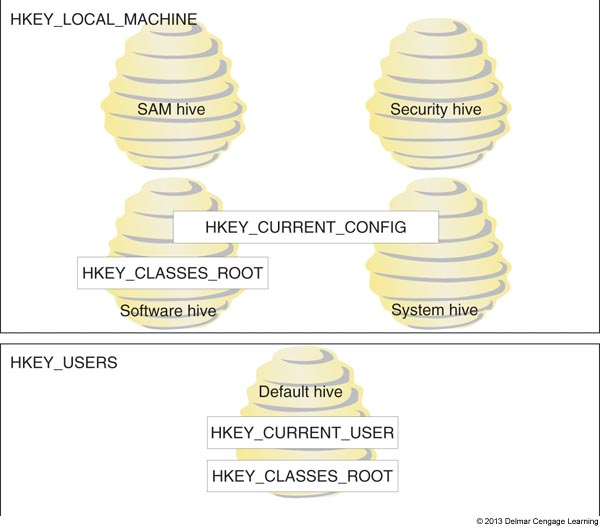 HKEY_LOCAL_MACHINE
SAM hive
Security hive
HKEY_CURRENT_CONFIG
HKEY_CLASSES_ROOT
Software hive
System hive
HKEY_USERS
Default hive
HKEY_CURRENT_USER
HKEY_CLASSES_ROOT
© 2013 Delmar Cengage Learning